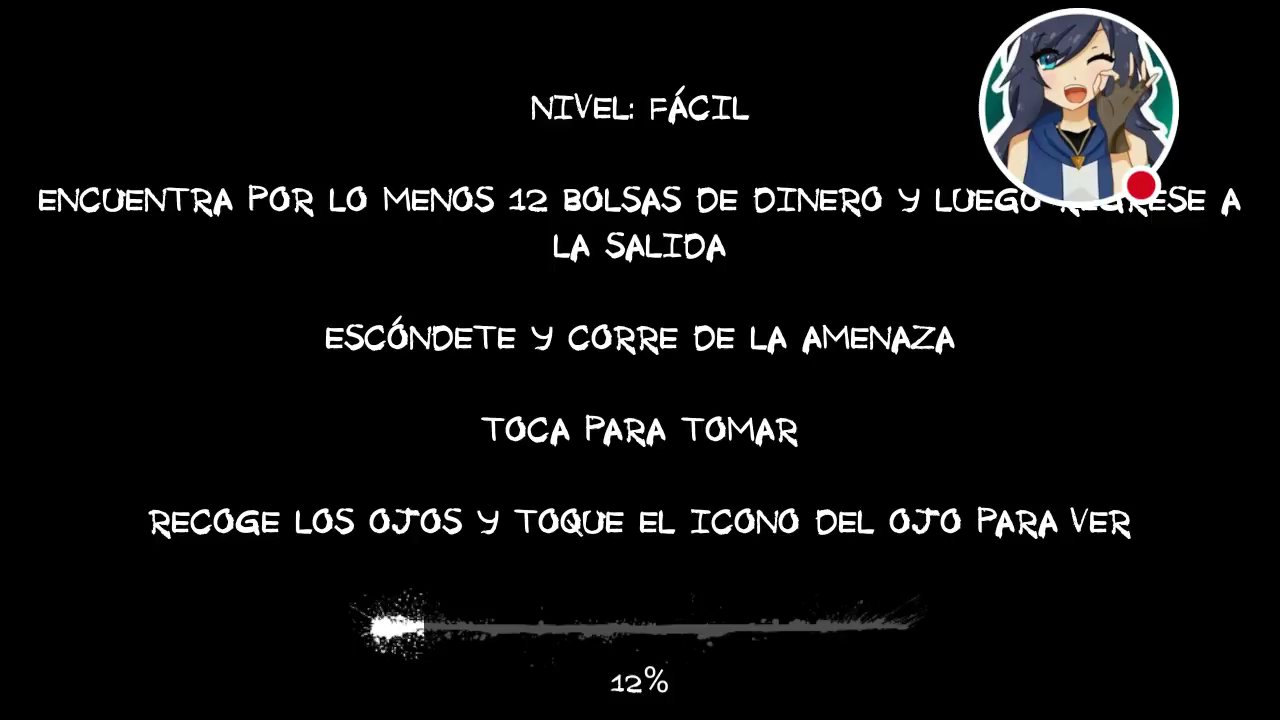 NIVEL: FÁCIL
ENCUENTRA POR LO MENOS 12 BOLSAS DE DINERO Y LUEGO REGRESE A
LA SALIDA
ESCÓNDETE Y CORRE DE LA AMENAZA
TOCA PARA TOMAR
RECOGE LOS OJOS Y TOQUE EL ICONO DEL OJO PARA VER
12%